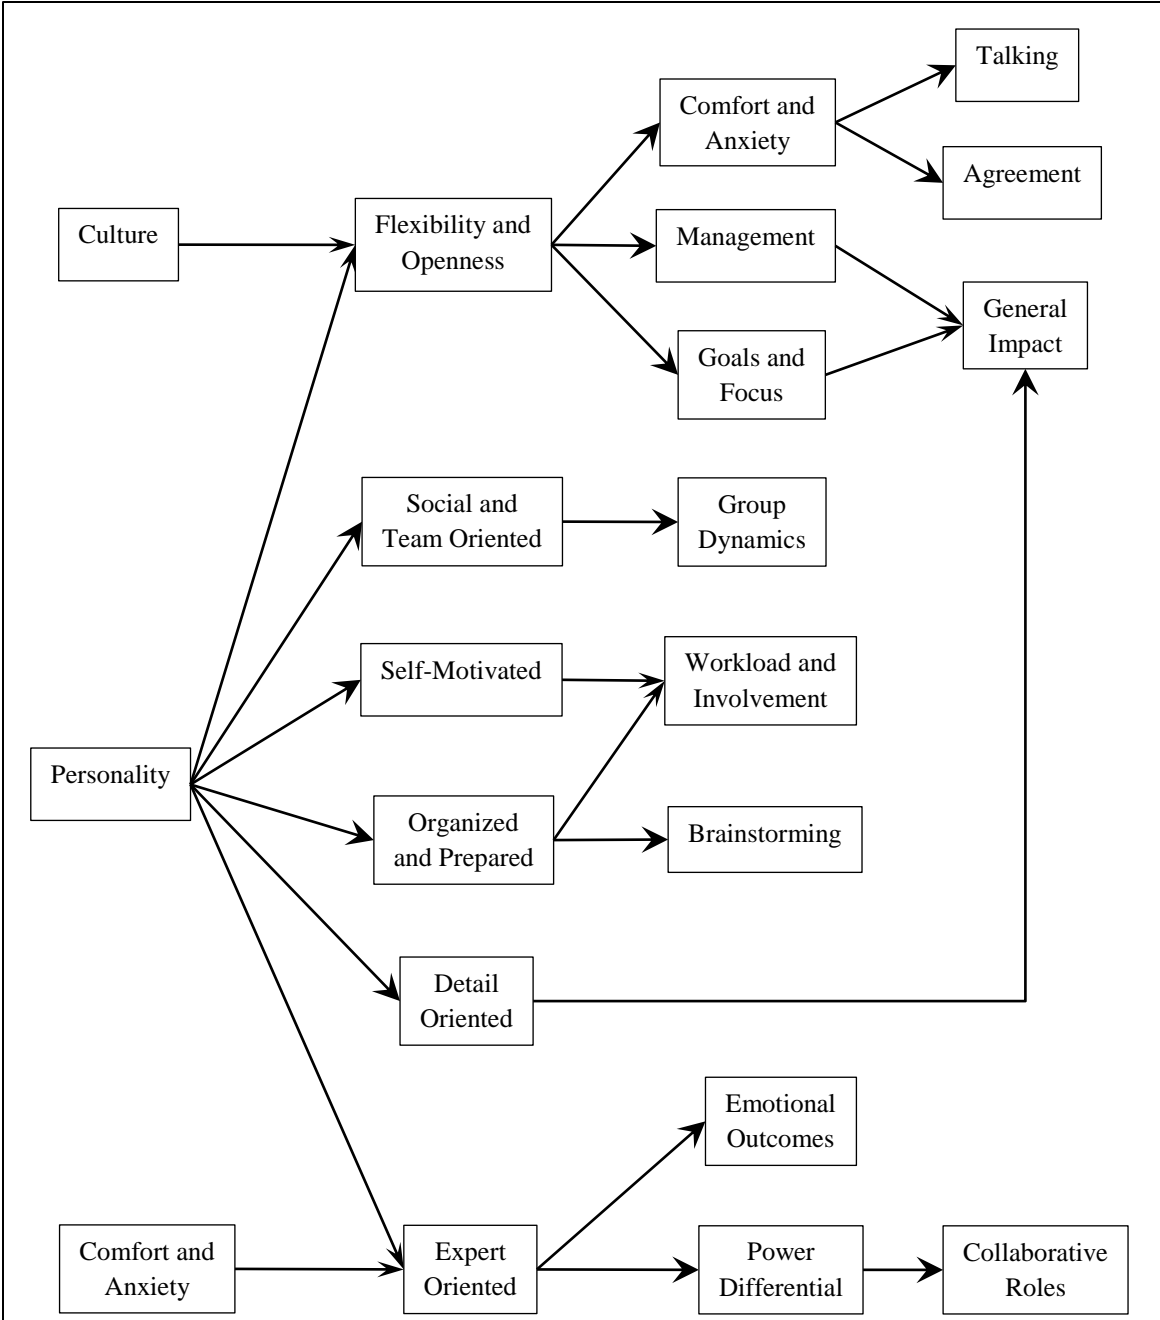 Talking
Comfort and
Anxiety
Agreement
Culture
Flexibility and
Openness
Management
General
Impact
Goals and
Focus
Social and
Team Oriented
Group
Dynamics
Self-Motivated
Workload and
Involvement
Personality
Organized
and Prepared
Brainstorming
Detail
Oriented
Emotional
Outcomes
Comfort and
Anxiety
Expert
Oriented
Power
Differential
Collaborative
Roles